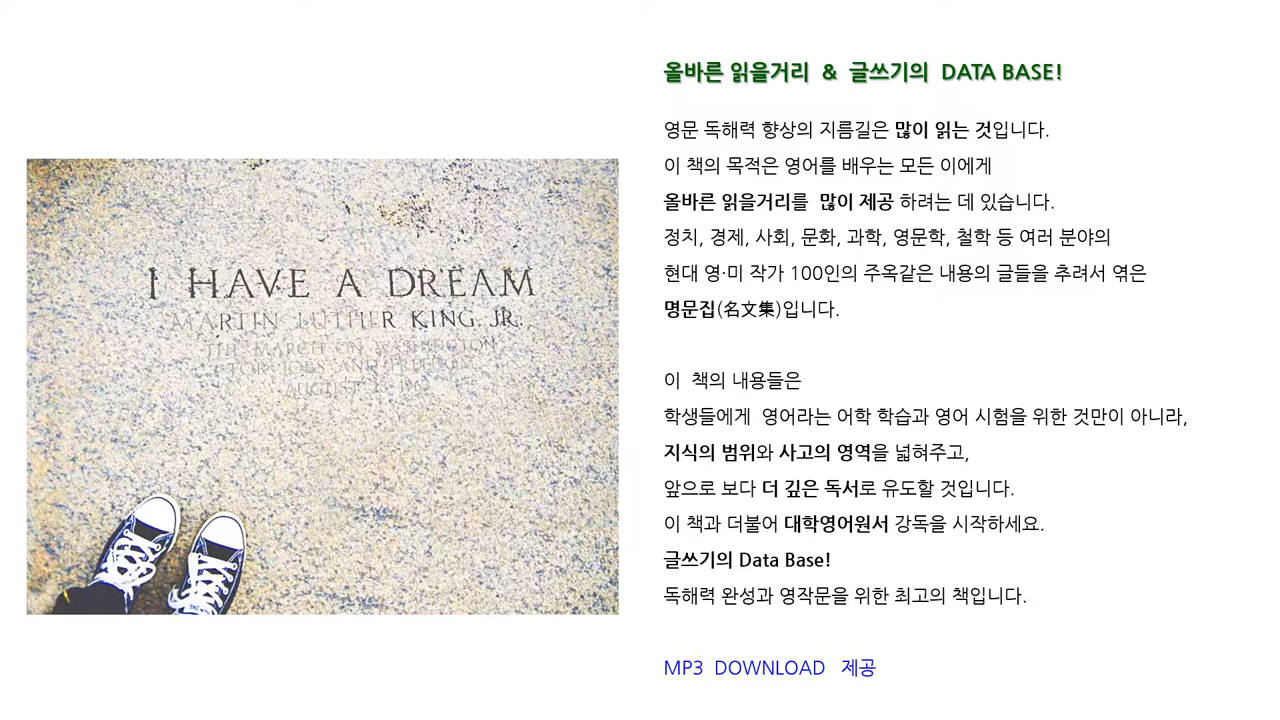 올바른 읽을거리 & 글쓰기의 DATA BASE!
영문 독해력 향상의 지름길은 많이 읽는 것입니다.
이 책의 목적은 영어를 배우는 모든 이에게
올바른 읽을거리를 많이 제공 하려는 데 있습니다.
정치, 경제, 사회, 문화, 과학, 영문학, 철학 등 여러 분야의
현대 영·미 작가 100인의 주옥같은 내용의 글들을 추려서 엮은
명문집(名文集)입니다.
이 책의 내용들은
학생들에게 영어라는 어학 학습과 영어 시험을 위한 것만이 아니라,
지식의 범위와 사고의 영역을 넓혀주고,
앞으로 보다 더 깊은 독서로 유도할 것입니다.
이 책과 더불어 대학영어원서 강독을 시작하세요.
글쓰기의 Data Base!
독해력 완성과 영작문을 위한 최고의 책입니다.
MP3 DOWNLOAD 제공
I HAVE A DREAM
MARTIN LUTHER KING, JR.
THE MARCH ON WASHINGTON
FOR JOBS AND FREEDOM
AUGUST